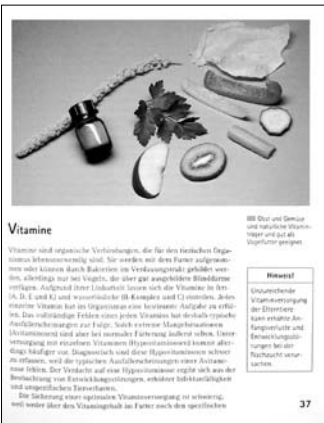 Vitamine
Vitamine sind organische Verbindungen, die für den tierischen Orga-
nismus lebensnotwendig sind. Sie werden mit dem Futter aufgenom-
men oder können durch Bakterien im Verdauungstrakt gebildet wer-
den, allerdings nur bei Vögeln, die über gut ausgebildete Blinddärme
verfügen. Aufgrund ihrer Löslichkeit lassen sich die Vitamine in fett-
(A, D, E und K) und wasserlösliche (B-Komplex und C) einteilen. Jedes
einzelne Vitamin hat im Organismus eine bestimmte Aufgabe zu erfül-
len. Das vollständige Fehlen eines jeden Vitamins hat deshalb typische
Ausfallerscheinungen zur Folge. Solch extreme Mangelsituationen
(Avitaminosen) sind aber bei normaler Fütterung äußerst selten. Unter-
versorgung mit einzelnen Vitaminen (Hypovitaminosen) kommt aller-
dings häufiger vor. Diagnostisch sind diese Hypovitaminosen schwer
zu erfassen, weil die typischen Ausfallerscheinungen einer Avitami-
nose fehlen. Der Verdacht auf eine Hypovitaminose ergibt sich aus der
Beobachtung von Entwicklungsstörungen, erhöhter Infektanfälligkeit
und unspezifischen Tierverlusten.
Die Sicherung einer optimalen Vitaminversorgung ist schwierig,
weil weder über den Vitamingehalt im Futter noch den spezifischen
Obst und Gemüse
sind natürliche Vitamin-
träger und gut als
Vogelfutter geeignet.
Hinweis!
Unzureichende
Vitaminversorgung
der Elterntiere
kann erhöhte An-
fangsverluste und
Entwicklungsstö-
rungen bei der
Nachzucht verur-
sachen.
37